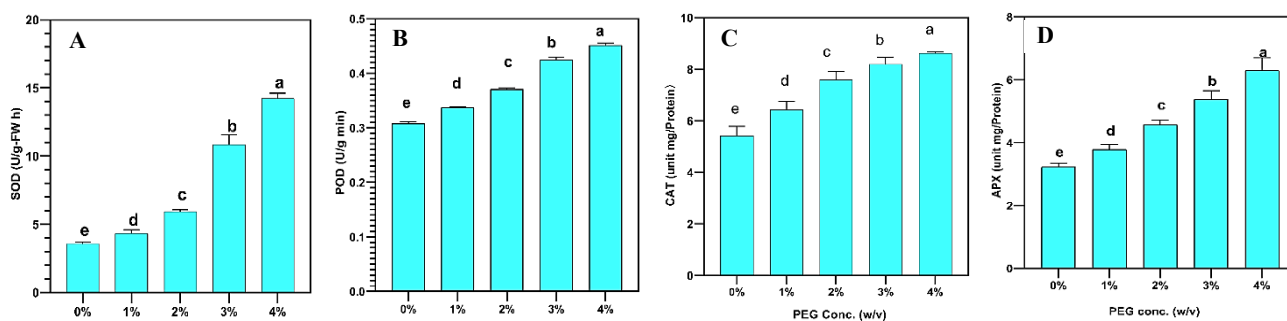 A
SOD (U/g-FW h)
20
15
10
5
0
e
d
c
b
a
0% 1% 2% 3% 4%
B
POD (U/g min)
0.5
0.4
0.3
0.2
0.1
0.0
e
d
c
b
a
0% 1% 2% 3% 4%
C
CAT (unit mg/Protein)
10
8
6
4
2
0
e
d
c
b
a
0% 1% 2% 3% 4%
PEG Conc. (w/v)
D
APX (unit mg/Protein)
8
6
4
2
0
e
d
c
b
a
0% 1% 2% 3% 4%
PEG conc. (w/v)